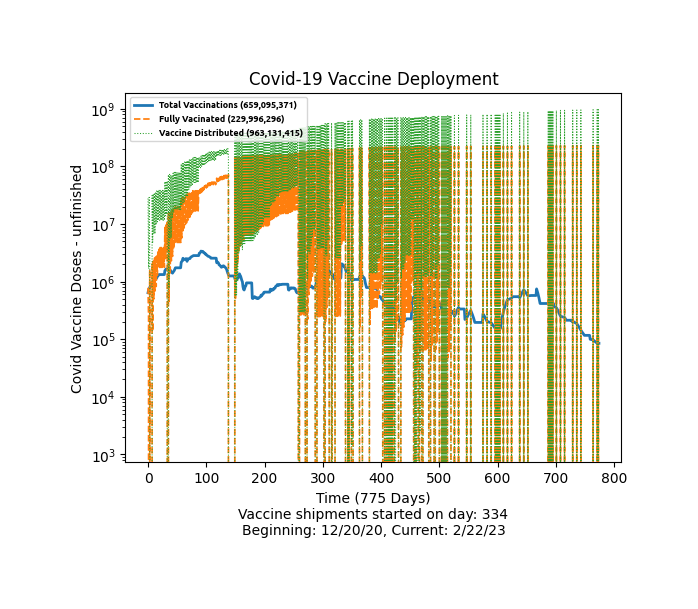 Covid-19 Vaccine Deployment
Total Vaccinations (659,095,371)
Fully Vacinated (229,996,296)
Vaccine Distributed (963,131,415)
Covid Vaccine Doses - unfinished
10⁹
10⁸
10⁷
10⁶
10⁵
10⁴
10³
0 100 200 300 400 500 600 700 800
Time (775 Days)
Vaccine shipments started on day: 334
Beginning: 12/20/20, Current: 2/22/23